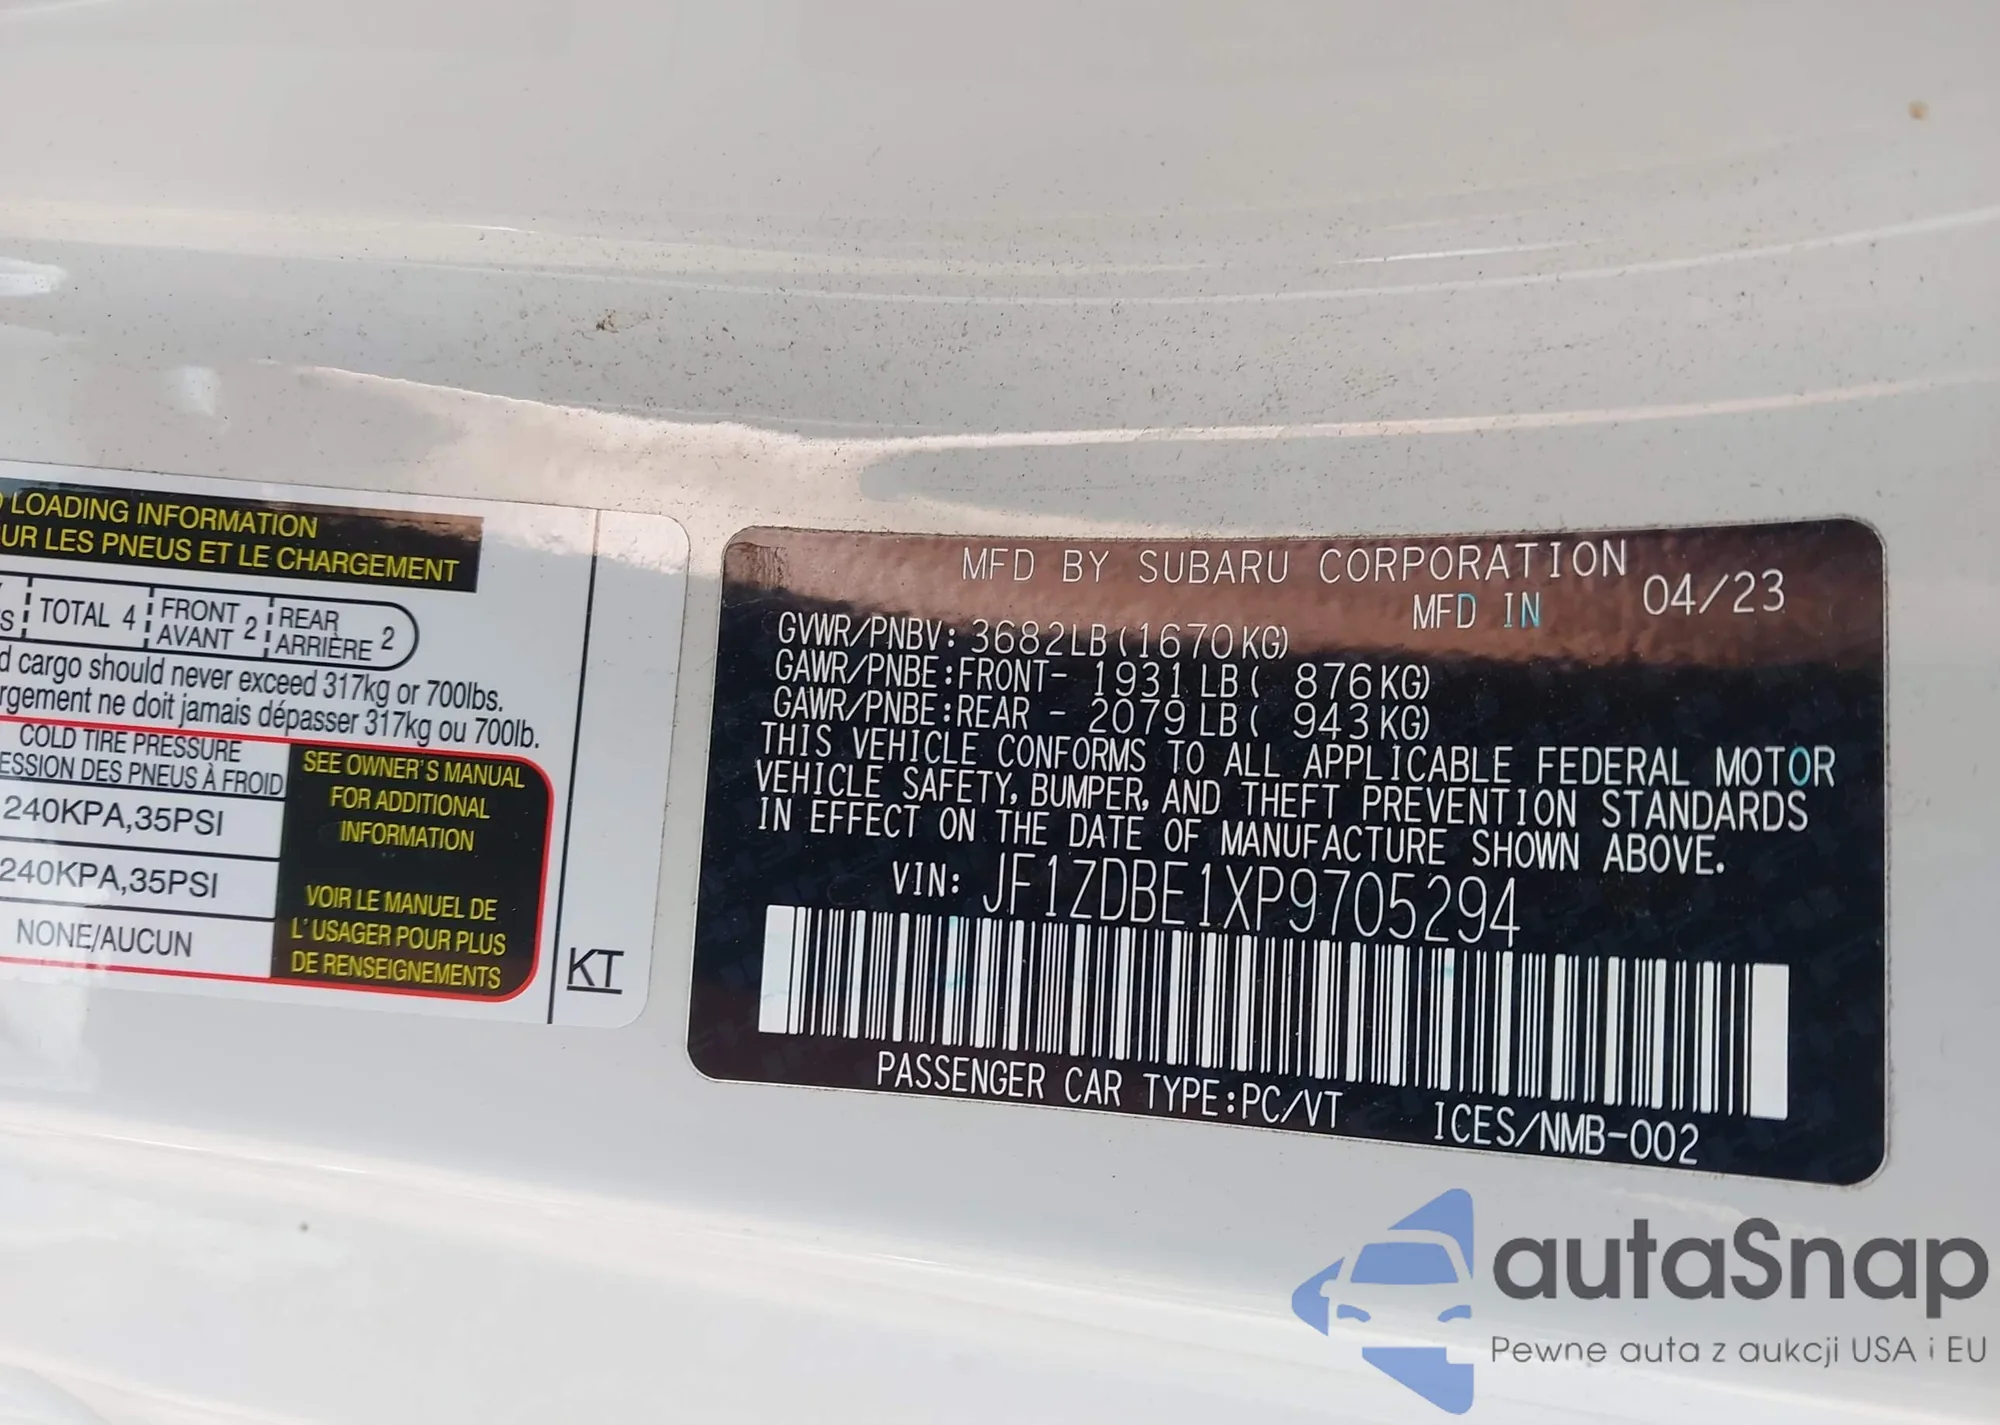 LOADING INFORMATION
UR LES PNEUS ET LE CHARGEMENT
TOTAL 4 FRONT AVANT 2 REAR ARRIÈRE 2
cargo should never exceed 317kg or 700lbs.
rgement ne doit jamais dépasser 317kg ou 700lb.
COLD TIRE PRESSURE
ESSION DES PNEUS À FROID
240KPA,35PSI
240KPA,35PSI
NONE/AUCUN
SEE OWNER'S MANUAL
FOR ADDITIONAL
INFORMATION
VOIR LE MANUEL DE
L'USAGER POUR PLUS
DE RENSEIGNEMENTS
KT
MFD BY SUBARU CORPORATION
MFD IN 04/23
GVWR/PNBV: 3682LB(1670KG)
GAWR/PNBE:FRONT- 1931LB( 876KG)
GAWR/PNBE:REAR - 2079LB( 943KG)
THIS VEHICLE CONFORMS TO ALL APPLICABLE FEDERAL MOTOR
VEHICLE SAFETY, BUMPER, AND THEFT PREVENTION STANDARDS
IN EFFECT ON THE DATE OF MANUFACTURE SHOWN ABOVE.
VIN: JF1ZDBE1XP9705294
PASSENGER CAR TYPE:PC/VT
ICES/NMB-002
autaSnap
Pewne auta z aukcji USA i EU